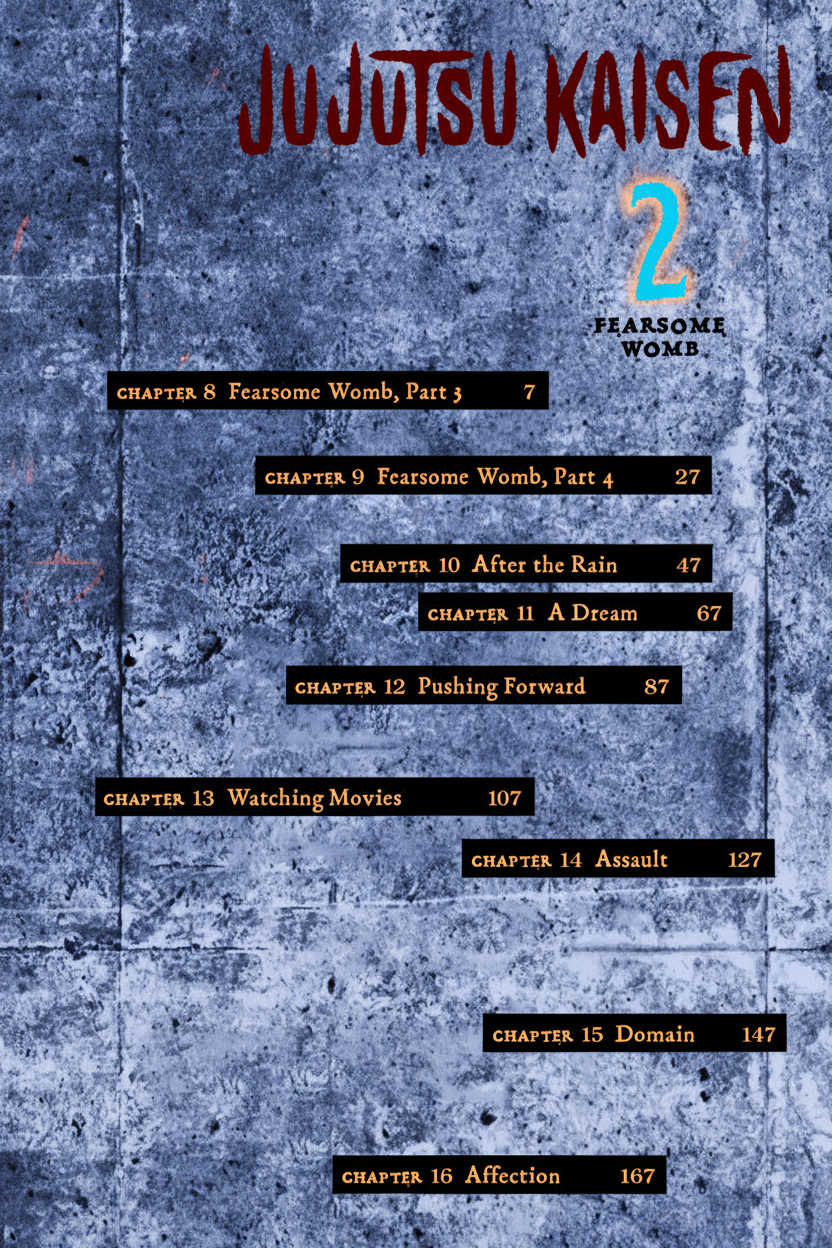 JUJUTSU KAISEN
2
FEARSOME
WOMB
CHAPTER 8 Fearsome Womb, Part 3 7
CHAPTER 9 Fearsome Womb, Part 4 27
CHAPTER 10 After the Rain 47
CHAPTER 11 A Dream 67
CHAPTER 12 Pushing Forward 87
CHAPTER 13 Watching Movies 107
CHAPTER 14 Assault 127
CHAPTER 15 Domain 147
CHAPTER 16 Affection 167